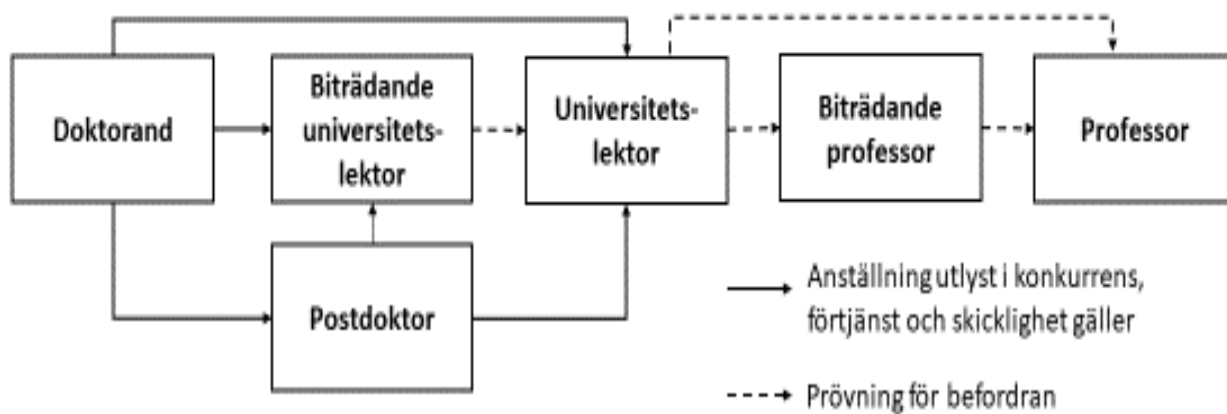 Doktorand
Biträdande
universitets-
lektor
Universitets-
lektor
Biträdande
professor
Professor
Postdoktor
Anställning utlyst i konkurrens,
förtjänst och skicklighet gäller
Prövning för befordran